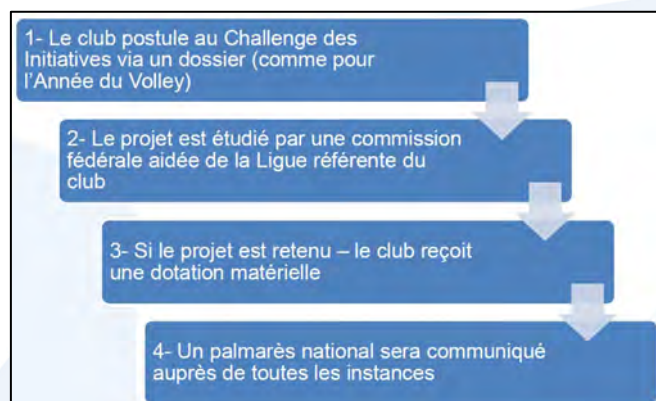 1- Le club postule au Challenge des
Initiatives via un dossier (comme pour
l'Année du Volley)
2- Le projet est étudié par une commission
fédérale aidée de la Ligue référente du
club
3- Si le projet est retenu – le club reçoit
une dotation matérielle
4- Un palmarès national sera communiqué
auprès de toutes les instances